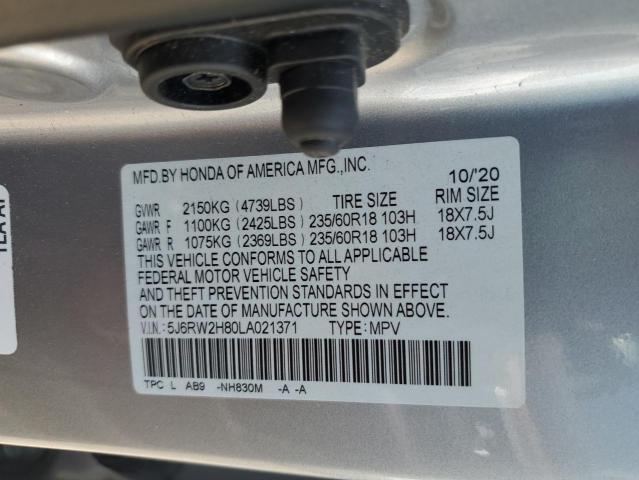 MFD.BY HONDA OF AMERICA MFG.,INC. 10/'20
TIRE SIZE RIM SIZE
GVWR 2150KG (4739LBS)
GAWR F 1100KG (2425LBS) 235/60R18 103H 18X7.5J
GAWR R 1075KG (2369LBS) 235/60R18 103H 18X7.5J
THIS VEHICLE CONFORMS TO ALL APPLICABLE
FEDERAL MOTOR VEHICLE SAFETY
AND THEFT PREVENTION STANDARDS IN EFFECT
ON THE DATE OF MANUFACTURE SHOWN ABOVE.
V.I.N.:5J6RW2H80LA021371 TYPE:MPV
TPC L AB9 -NH830M -A -A